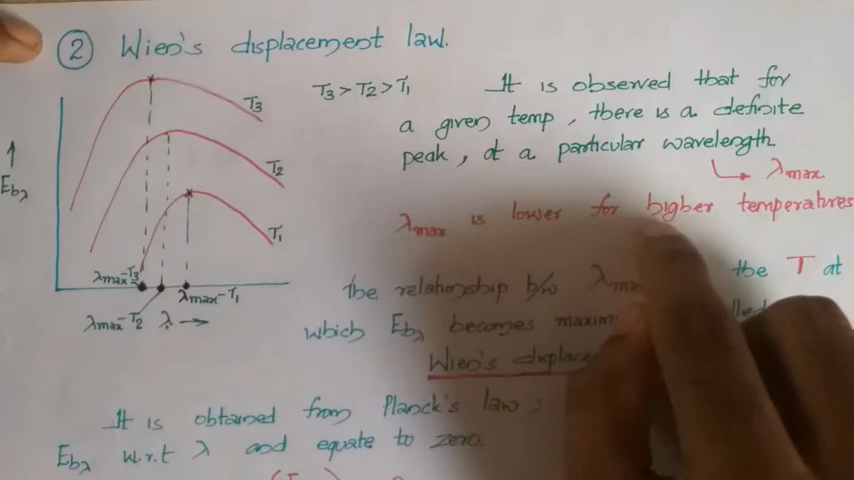 ② Wien's displacement law.
T₃ > T₂ > T₁
It is observed that for
a given temp, there is a definite
peak, at a particular wavelength.
λmax.
λmax is lower for higher temperatures
the relationship b/w the T at
which Ebλ becomes
Wien's
It is obtained from Planck's law :
Ebλ w.r.t λ and equate to zero.
T₃
T₂
T₁
Ebλ
λmax-T₃
λmax-T₁
λmax-T₂ λ